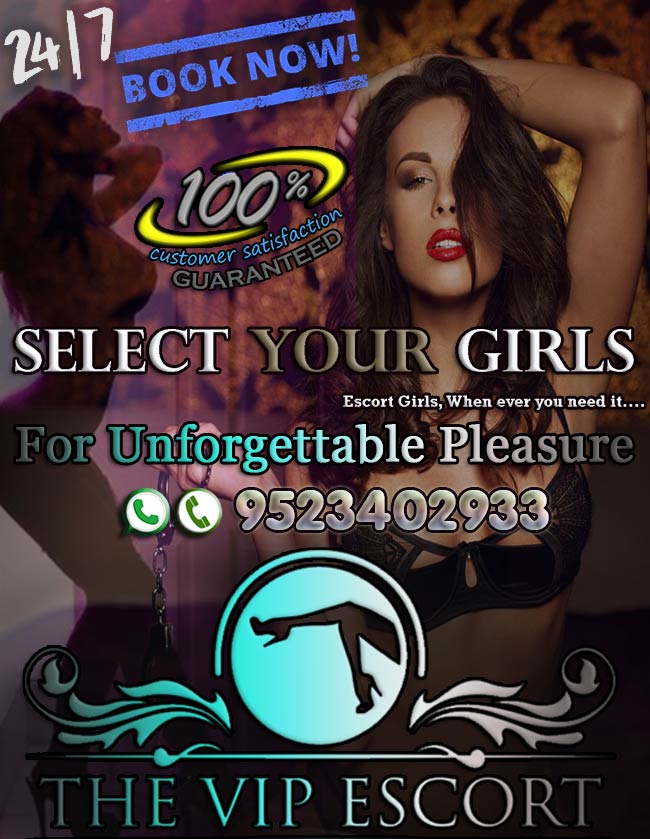 24|7
BOOK NOW!
100%
customer satisfaction
GUARANTEED
SELECT YOUR GIRLS
Escort Girls, When ever you need it....
For Unforgettable Pleasure
9523402933
THE VIP ESCORT